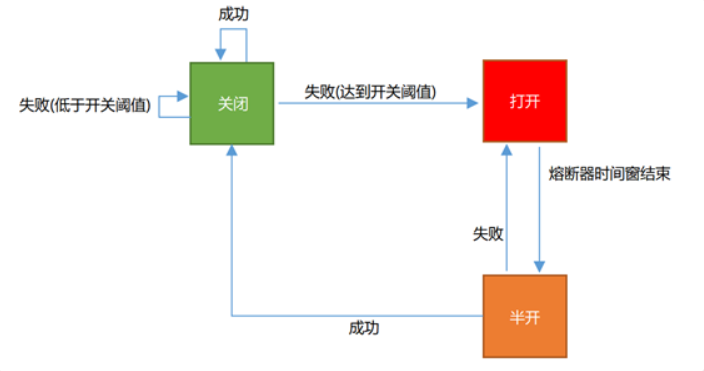 成功
失败(低于开关阈值)
关闭
失败(达到开关阈值)
打开
熔断器时间窗结束
失败
半开
成功